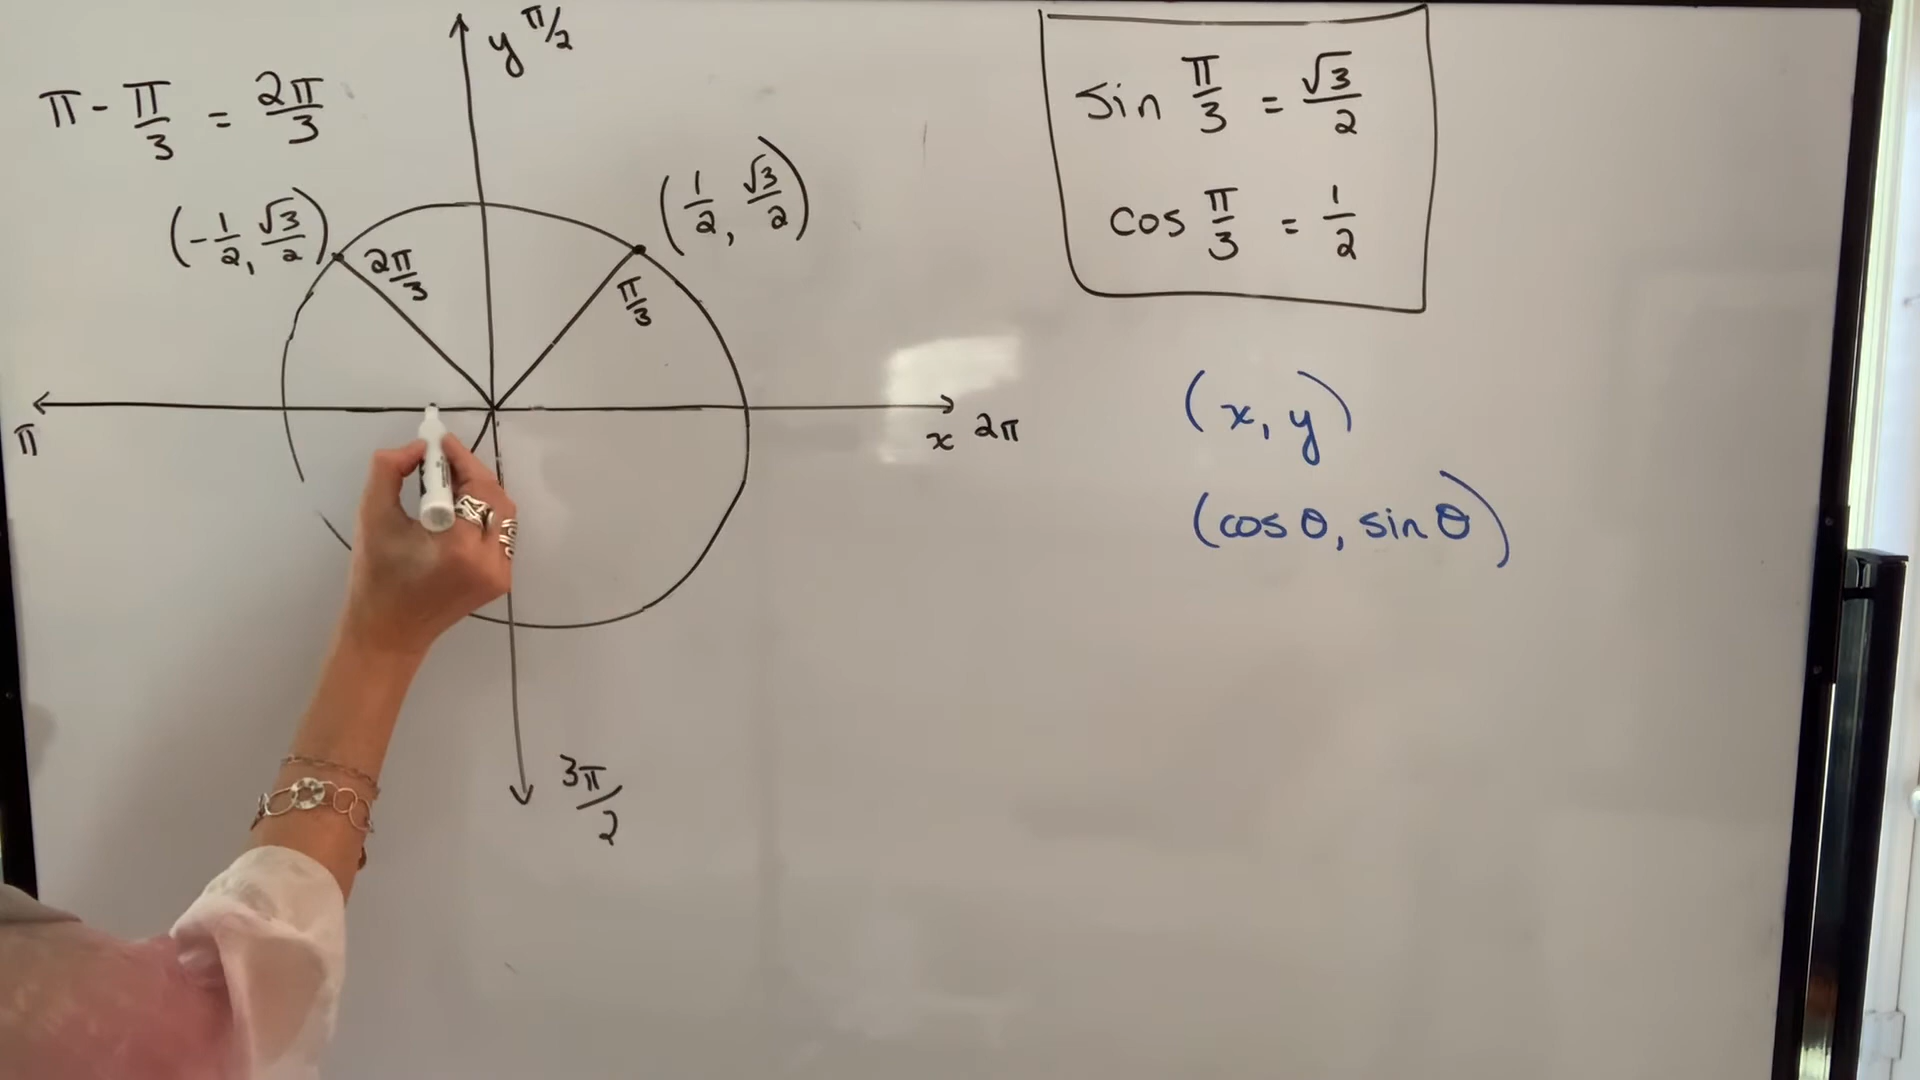 y π/2
π - π/3 = 2π/3
(-1/2, √3/2)
2π/3
(1/2, √3/2)
π/3
π
x 2π
3π/2
sin π/3 = √3/2
cos π/3 = 1/2
(x, y)
(cos θ, sin θ)